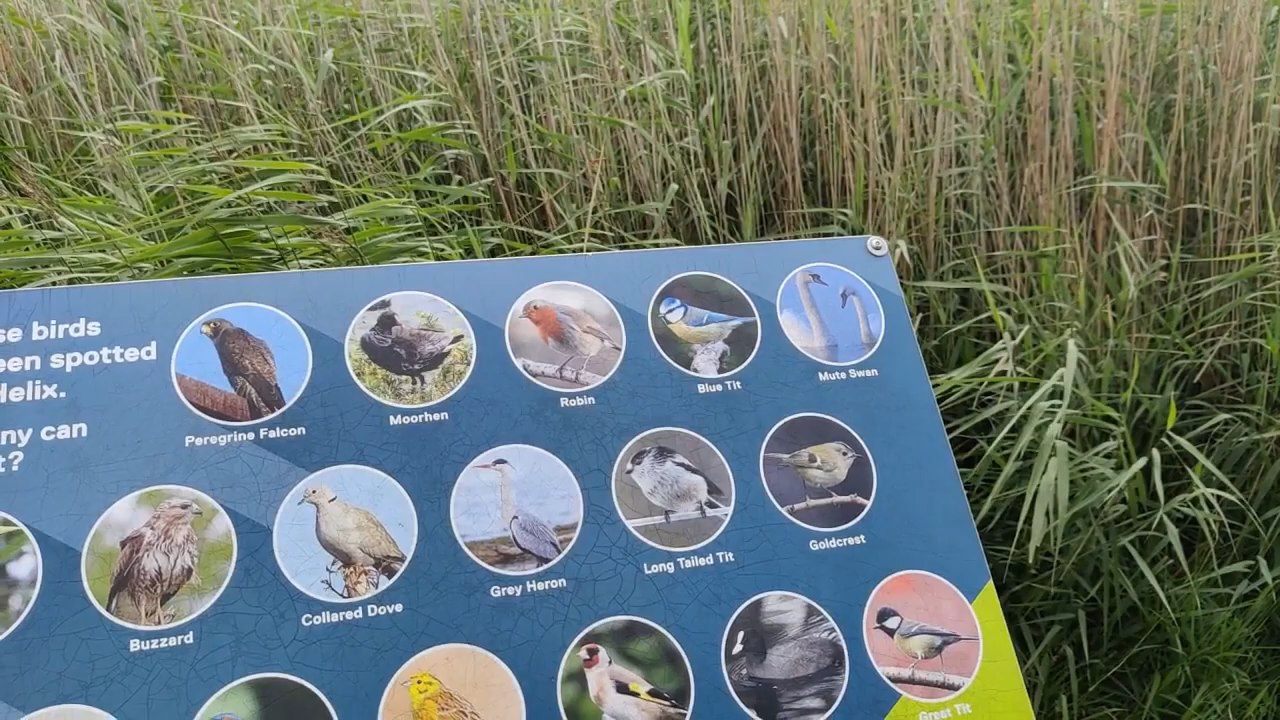 se birds
een spotted
Helix.
ny can
t?
Peregrine Falcon
Moorhen
Robin
Blue Tit
Mute Swan
Buzzard
Collared Dove
Grey Heron
Long Tailed Tit
Goldcrest
Great Tit